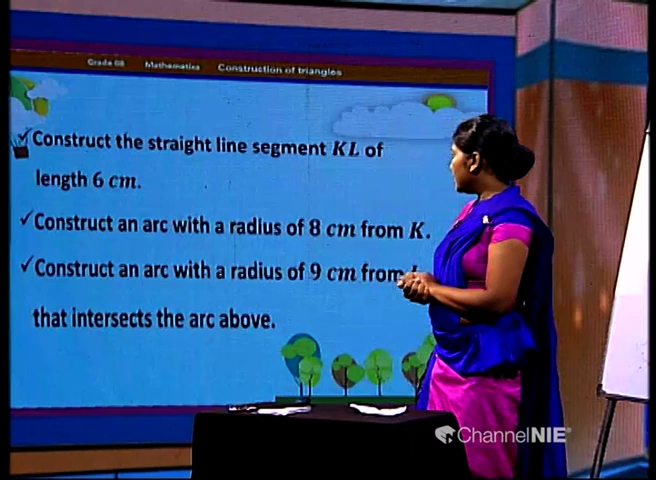 Grade 08 Mathematics Construction of triangles
✓Construct the straight line segment KL of
length 6 cm.
✓Construct an arc with a radius of 8 cm from K.
✓Construct an arc with a radius of 9 cm from
that intersects the arc above.
ChannelNIE